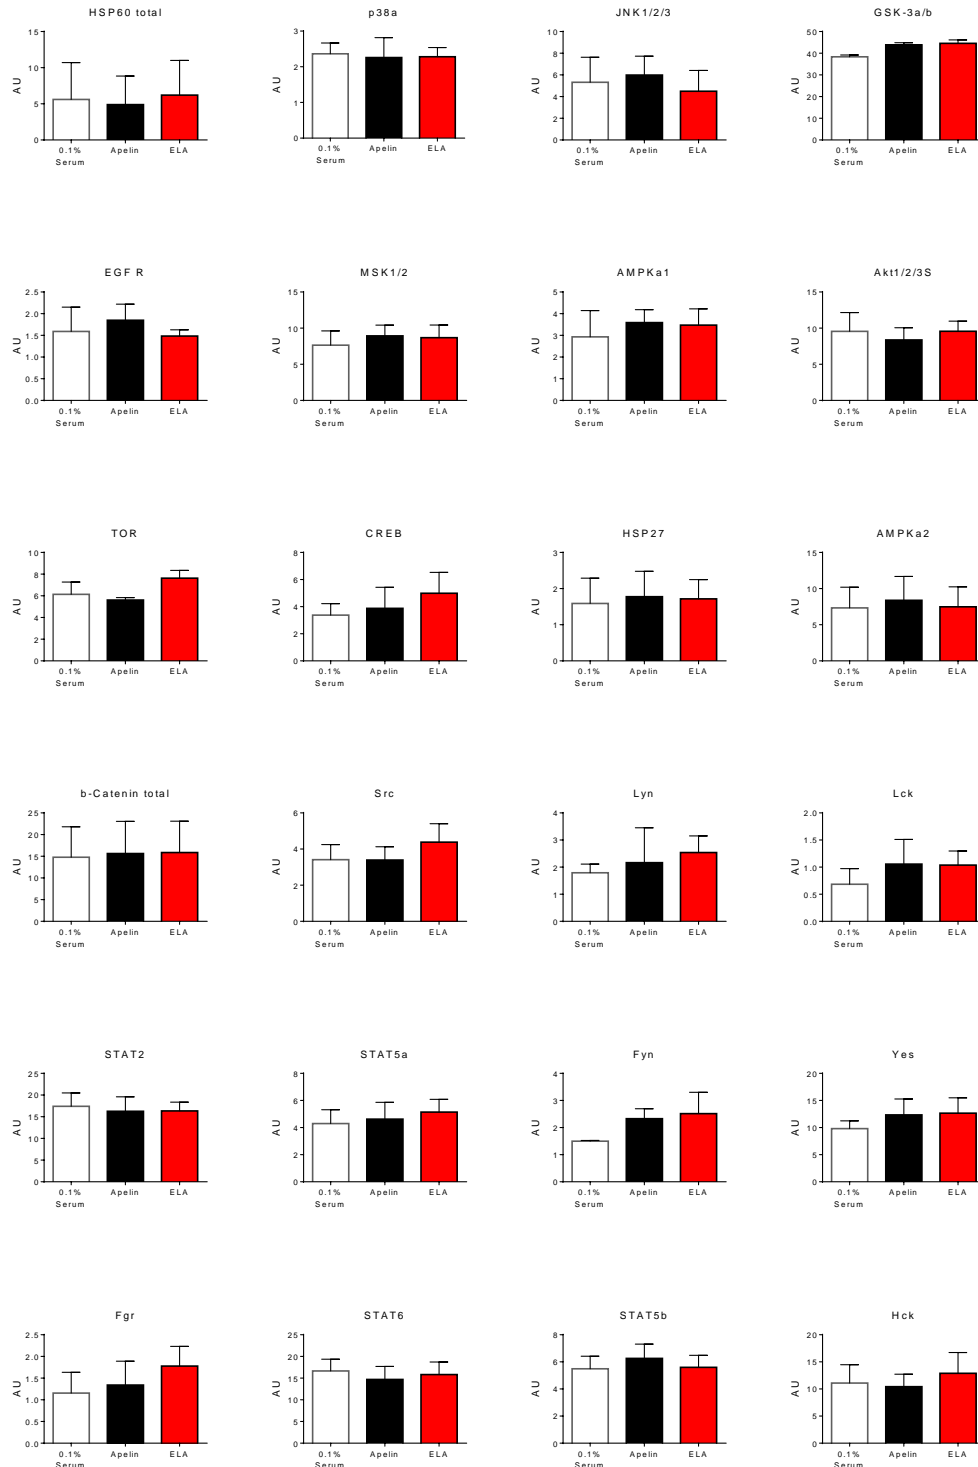 HSP60 total
AU
15
10
5
0
0.1% Apelin ELA
Serum
p38a
AU
3
2
1
0
0.1% Apelin ELA
Serum
JNK1/2/3
AU
10
8
6
4
2
0
0.1% Apelin ELA
Serum
GSK-3a/b
AU
50
40
30
20
10
0
0.1% Apelin ELA
Serum
EGF R
AU
2.5
2.0
1.5
1.0
0.5
0.0
0.1% Apelin ELA
Serum
MSK1/2
AU
15
10
5
0
0.1% Apelin ELA
Serum
AMPKa1
AU
5
4
3
2
1
0
0.1% Apelin ELA
Serum
Akt1/2/3S
AU
15
10
5
0
0.1% Apelin ELA
Serum
TOR
AU
10
8
6
4
2
0
0.1% Apelin ELA
Serum
CREB
AU
8
6
4
2
0
0.1% Apelin ELA
Serum
HSP27
AU
3
2
1
0
0.1% Apelin ELA
Serum
AMPKa2
AU
15
10
5
0
0.1% Apelin ELA
Serum
b-Catenin total
AU
25
20
15
10
5
0
0.1% Apelin ELA
Serum
Src
AU
6
4
2
0
0.1% Apelin ELA
Serum
Lyn
AU
4
3
2
1
0
0.1% Apelin ELA
Serum
Lck
AU
2.0
1.5
1.0
0.5
0.0
0.1% Apelin ELA
Serum
STAT2
AU
25
20
15
10
5
0
0.1% Apelin ELA
Serum
STAT5a
AU
8
6
4
2
0
0.1% Apelin ELA
Serum
Fyn
AU
4
3
2
1
0
0.1% Apelin ELA
Serum
Yes
AU
20
15
10
5
0
0.1% Apelin ELA
Serum
Fgr
AU
2.5
2.0
1.5
1.0
0.5
0.0
0.1% Apelin ELA
Serum
STAT6
AU
25
20
15
10
5
0
0.1% Apelin ELA
Serum
STAT5b
AU
8
6
4
2
0
0.1% Apelin ELA
Serum
Hck
AU
20
15
10
5
0
0.1% Apelin ELA
Serum